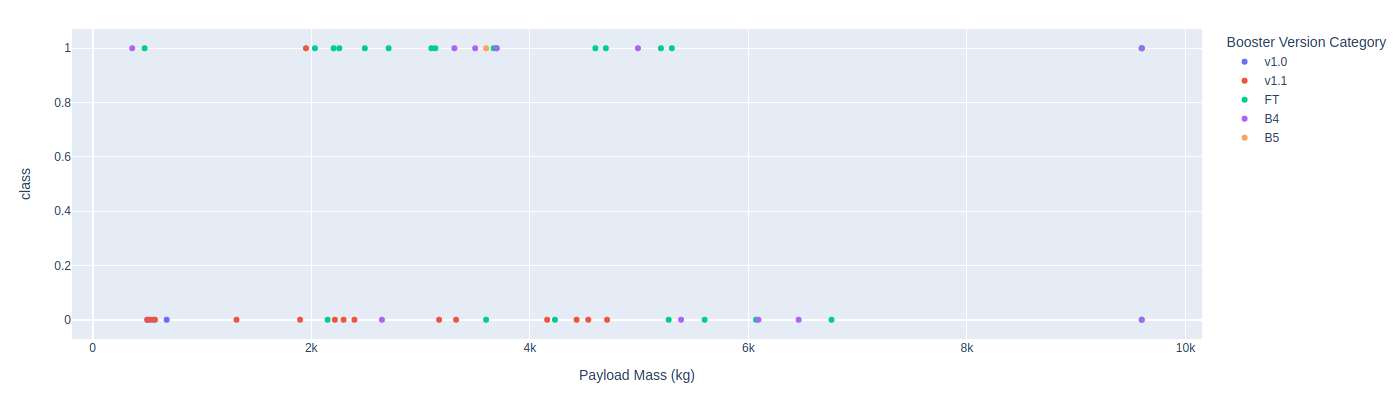 Booster Version Category
v1.0
v1.1
FT
B4
B5
class
1
0.8
0.6
0.4
0.2
0
0 2k 4k 6k 8k 10k
Payload Mass (kg)